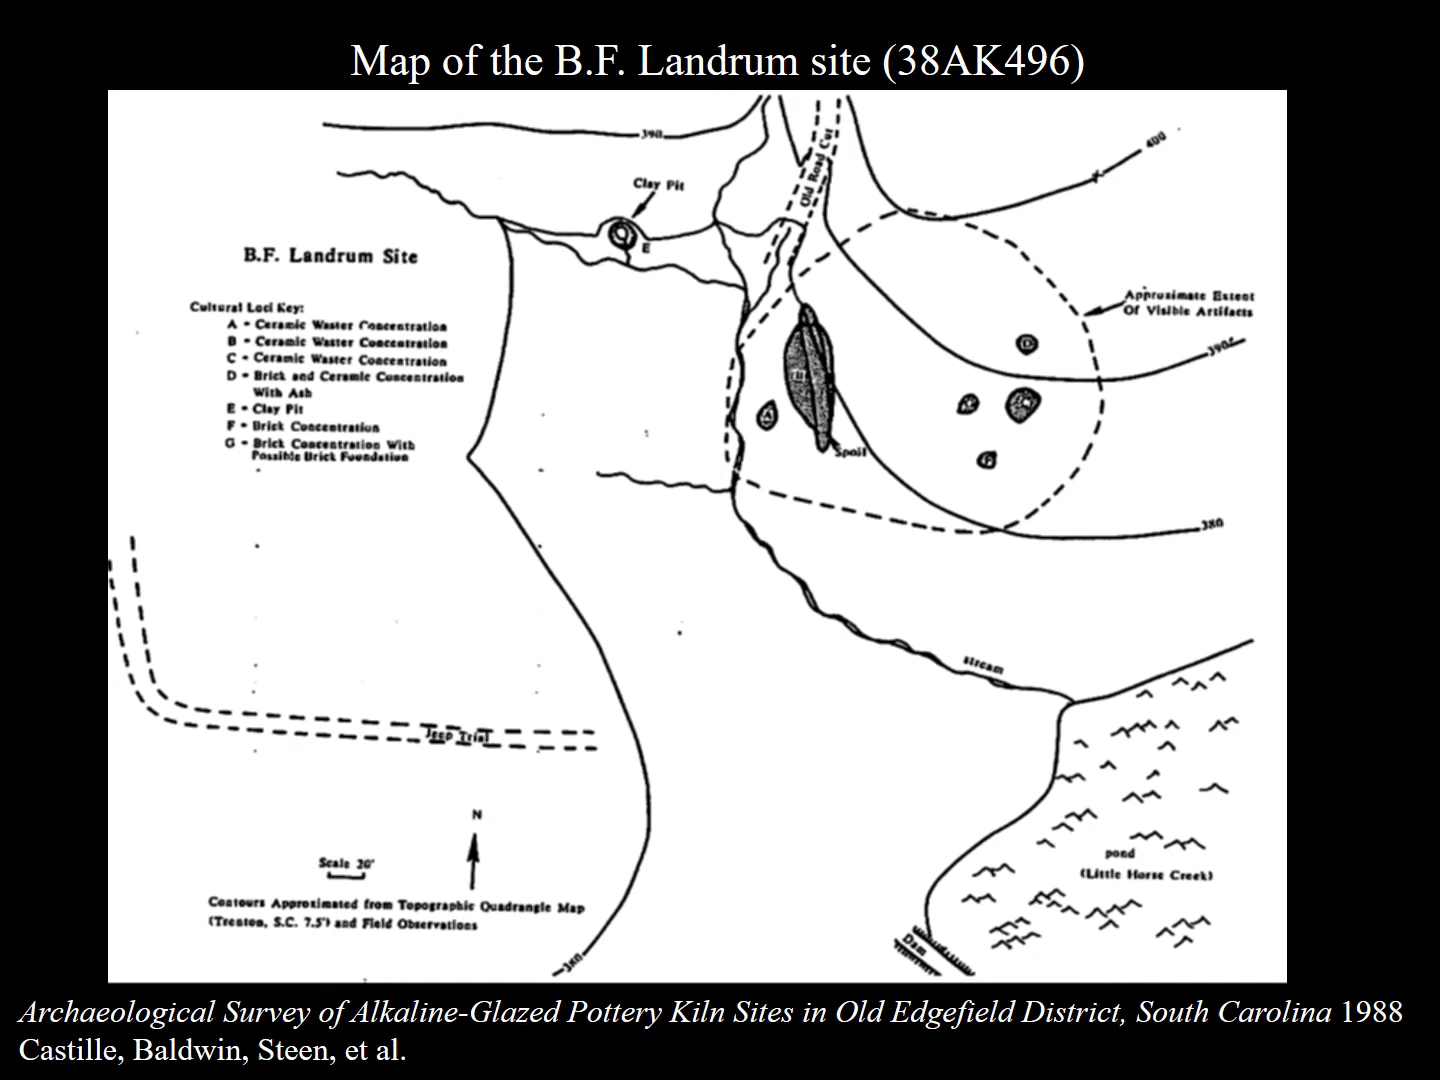 Map of the B.F. Landrum site (38AK496)
390
400
Old Road Cut
Clay Pit
E
B.F. Landrum Site
Approximate Extent
Of Visible Artifacts
Cultural Loci Key:
A - Ceramic Waster Concentration
B - Ceramic Waster Concentration
C - Ceramic Waster Concentration
D - Brick and Ceramic Concentration
With Ash
E - Clay Pit
F - Brick Concentration
G - Brick Concentration With
Possible Brick Foundation
D
390
B
A
Spoil
F
380
stream
Jeep Trial
N
Scale 20'
pond
(Little Horse Creek)
Contours Approximated from Topographic Quadrangle Map
(Trenton, S.C. 7.5') and Field Observations
Dam
380
Archaeological Survey of Alkaline-Glazed Pottery Kiln Sites in Old Edgefield District, South Carolina 1988
Castille, Baldwin, Steen, et al.